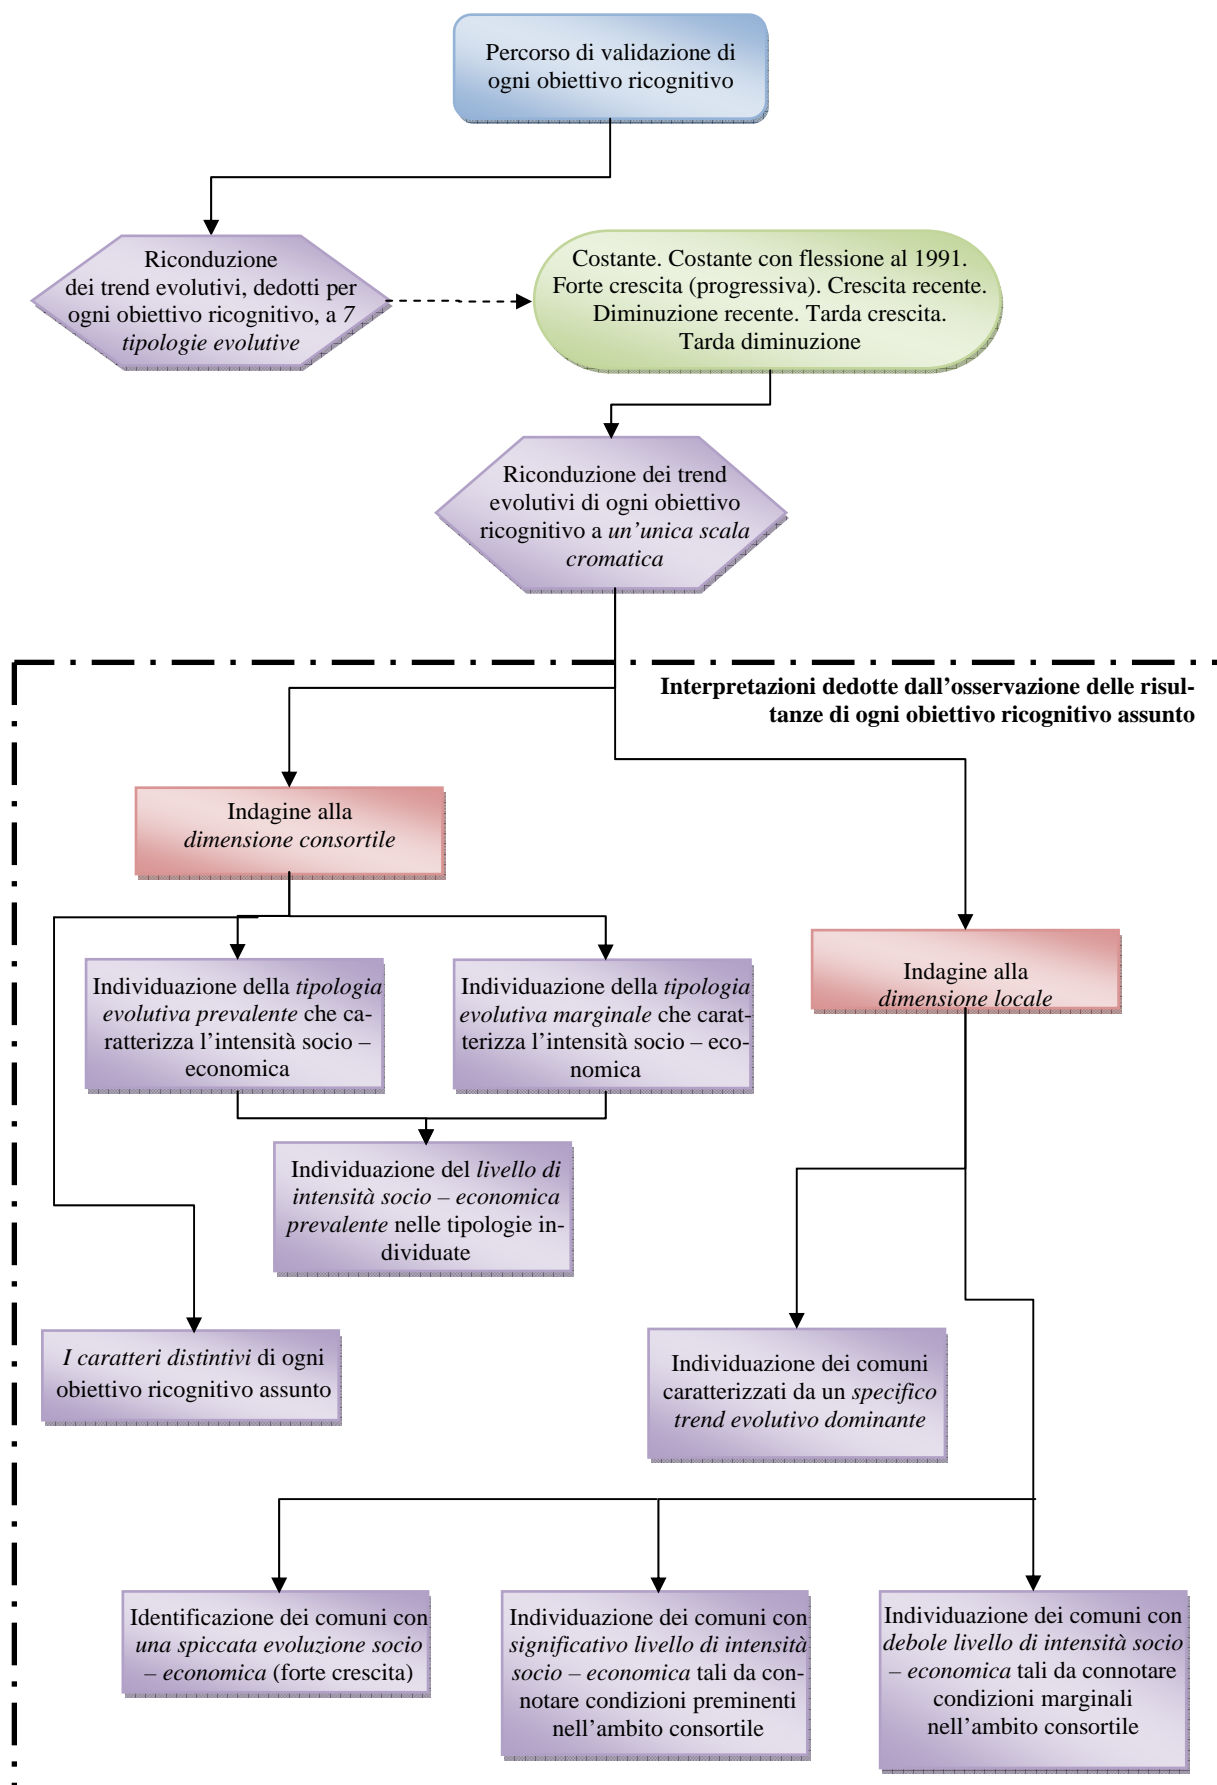 Percorso di validazione di
ogni obiettivo ricognitivo
Riconduzione
dei trend evolutivi, dedotti per
ogni obiettivo ricognitivo, a 7
tipologie evolutive
Costante. Costante con flessione al 1991.
Forte crescita (progressiva). Crescita recente.
Diminuzione recente. Tarda crescita.
Tarda diminuzione
Riconduzione dei trend
evolutivi di ogni obiettivo
ricognitivo a un’unica scala
cromatica
Interpretazioni dedotte dall’osservazione delle risul-
tanze di ogni obiettivo ricognitivo assunto
Indagine alla
dimensione consortile
Individuazione della tipologia
evolutiva prevalente che ca-
ratterizza l’intensità socio –
economica
Individuazione della tipologia
evolutiva marginale che carat-
terizza l’intensità socio – eco-
nomica
Indagine alla
dimensione locale
Individuazione del livello di
intensità socio – economica
prevalente nelle tipologie in-
dividuate
I caratteri distintivi di ogni
obiettivo ricognitivo assunto
Individuazione dei comuni
caratterizzati da un specifico
trend evolutivo dominante
Identificazione dei comuni con
una spiccata evoluzione socio
– economica (forte crescita)
Individuazione dei comuni con
significativo livello di intensità
socio – economica tali da con-
notare condizioni preminenti
nell’ambito consortile
Individuazione dei comuni con
debole livello di intensità socio
– economica tali da connotare
condizioni marginali
nell’ambito consortile